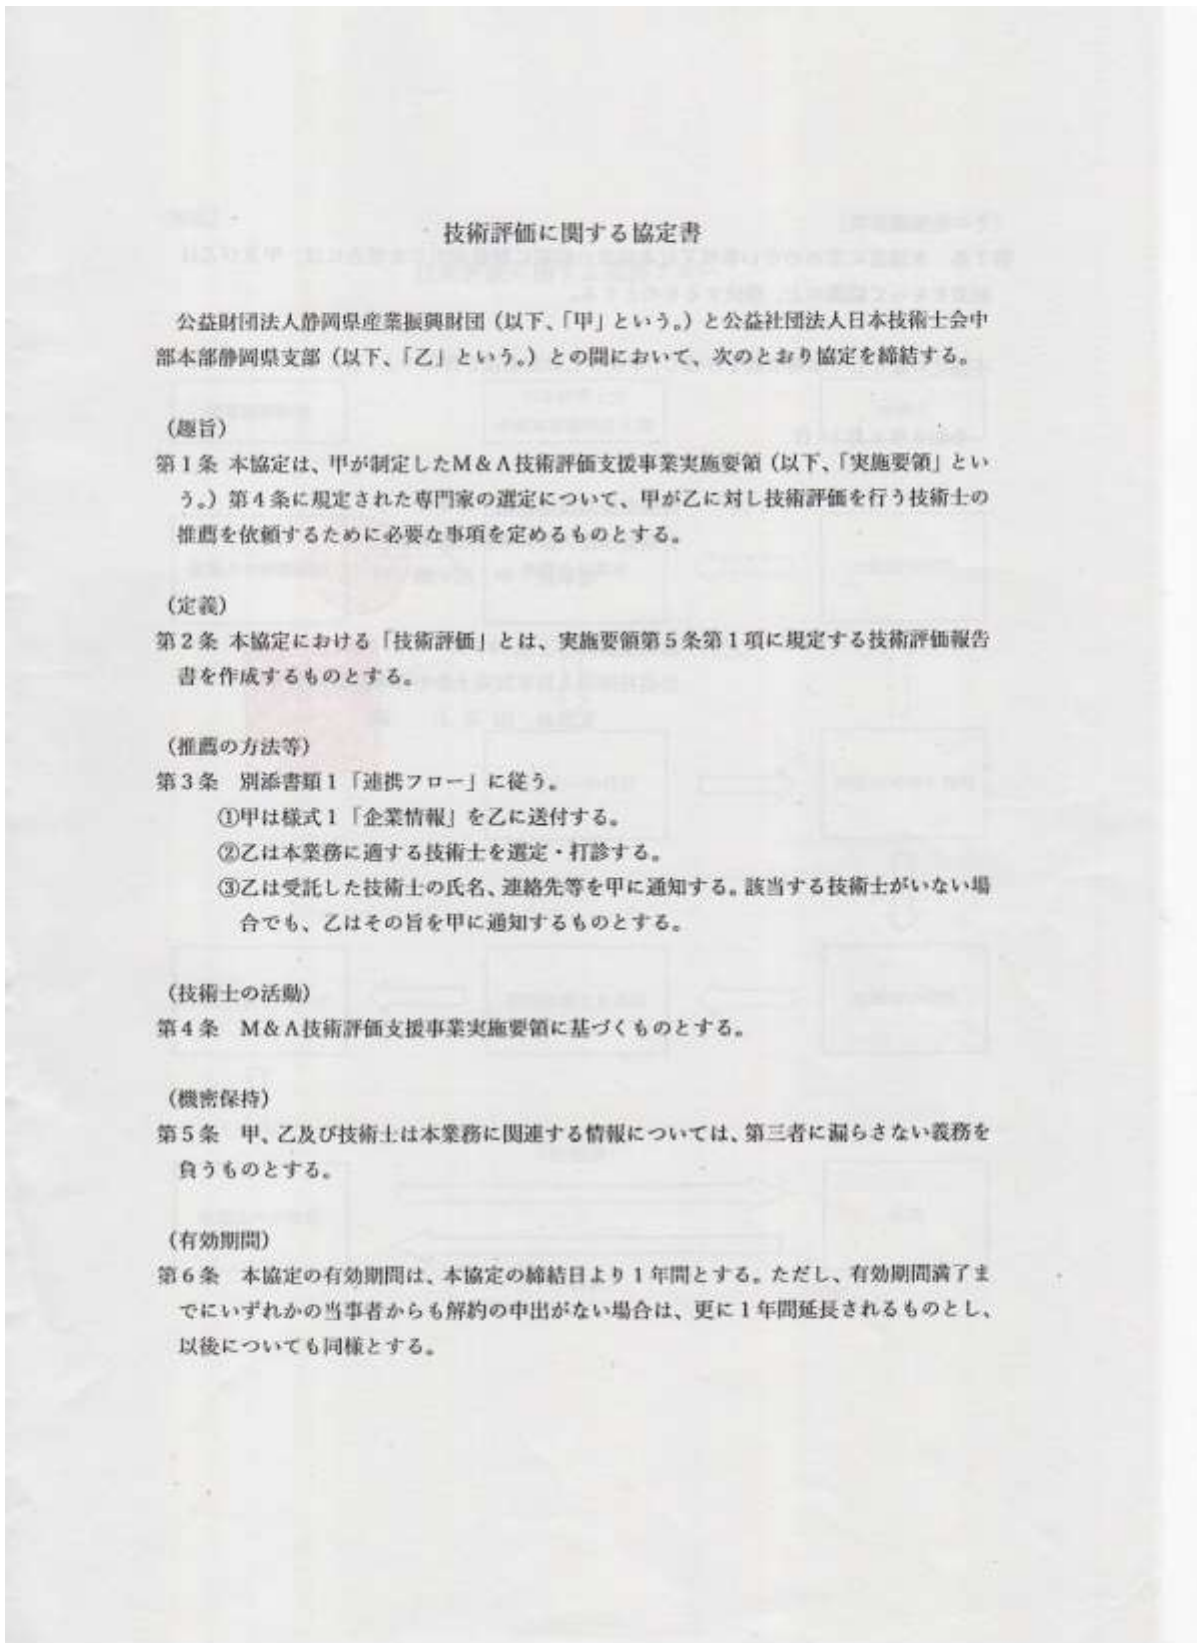 技術評価に関する協定書
公益財団法人静岡県産業振興財団（以下、「甲」という。）と公益社団法人日本技術士会中
部本部静岡県支部（以下、「乙」という。）との間において、次のとおり協定を締結する。
（趣旨）
第１条 本協定は、甲が制定したＭ＆Ａ技術評価支援事業実施要領（以下、「実施要領」とい
う。）第４条に規定された専門家の選定について、甲が乙に対し技術評価を行う技術士の
推薦を依頼するために必要な事項を定めるものとする。
（定義）
第２条 本協定における「技術評価」とは、実施要領第５条第１項に規定する技術評価報告
書を作成するものとする。
（推薦の方法等）
第３条　別添書類１「連携フロー」に従う。
①甲は様式１「企業情報」を乙に送付する。
②乙は本業務に適する技術士を選定・打診する。
③乙は受託した技術士の氏名、連絡先等を甲に通知する。該当する技術士がいない場
合でも、乙はその旨を甲に通知するものとする。
（技術士の活動）
第４条　Ｍ＆Ａ技術評価支援事業実施要領に基づくものとする。
（機密保持）
第５条　甲、乙及び技術士は本業務に関連する情報については、第三者に漏らさない義務を
負うものとする。
（有効期間）
第６条　本協定の有効期間は、本協定の締結日より１年間とする。ただし、有効期間満了ま
でにいずれかの当事者からも解約の申出がない場合は、更に１年間延長されるものとし、
以後についても同様とする。